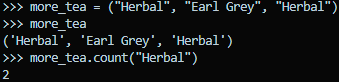 >>> more_tea = ("Herbal", "Earl Grey", "Herbal")
>>> more_tea
('Herbal', 'Earl Grey', 'Herbal')
>>> more_tea.count("Herbal")
2